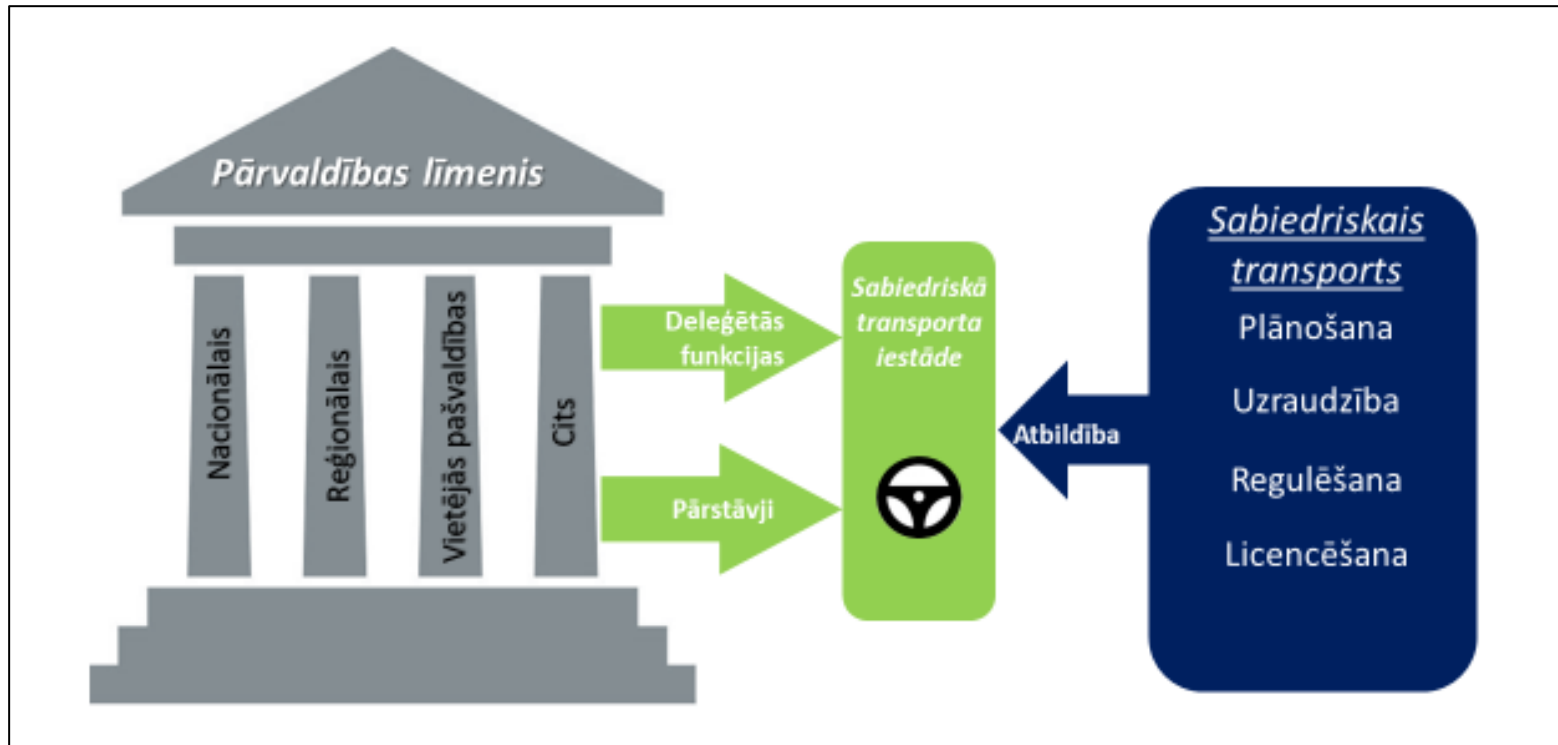 Pārvaldības līmenis
Nacionālais
Reģionālais
Vietējās pašvaldības
Cits
Deleģētās
funkcijas
Pārstāvji
Sabiedriskā
transporta
iestāde
Atbildība
Sabiedriskais
transports
Plānošana
Uzraudzība
Regulēšana
Licencēšana